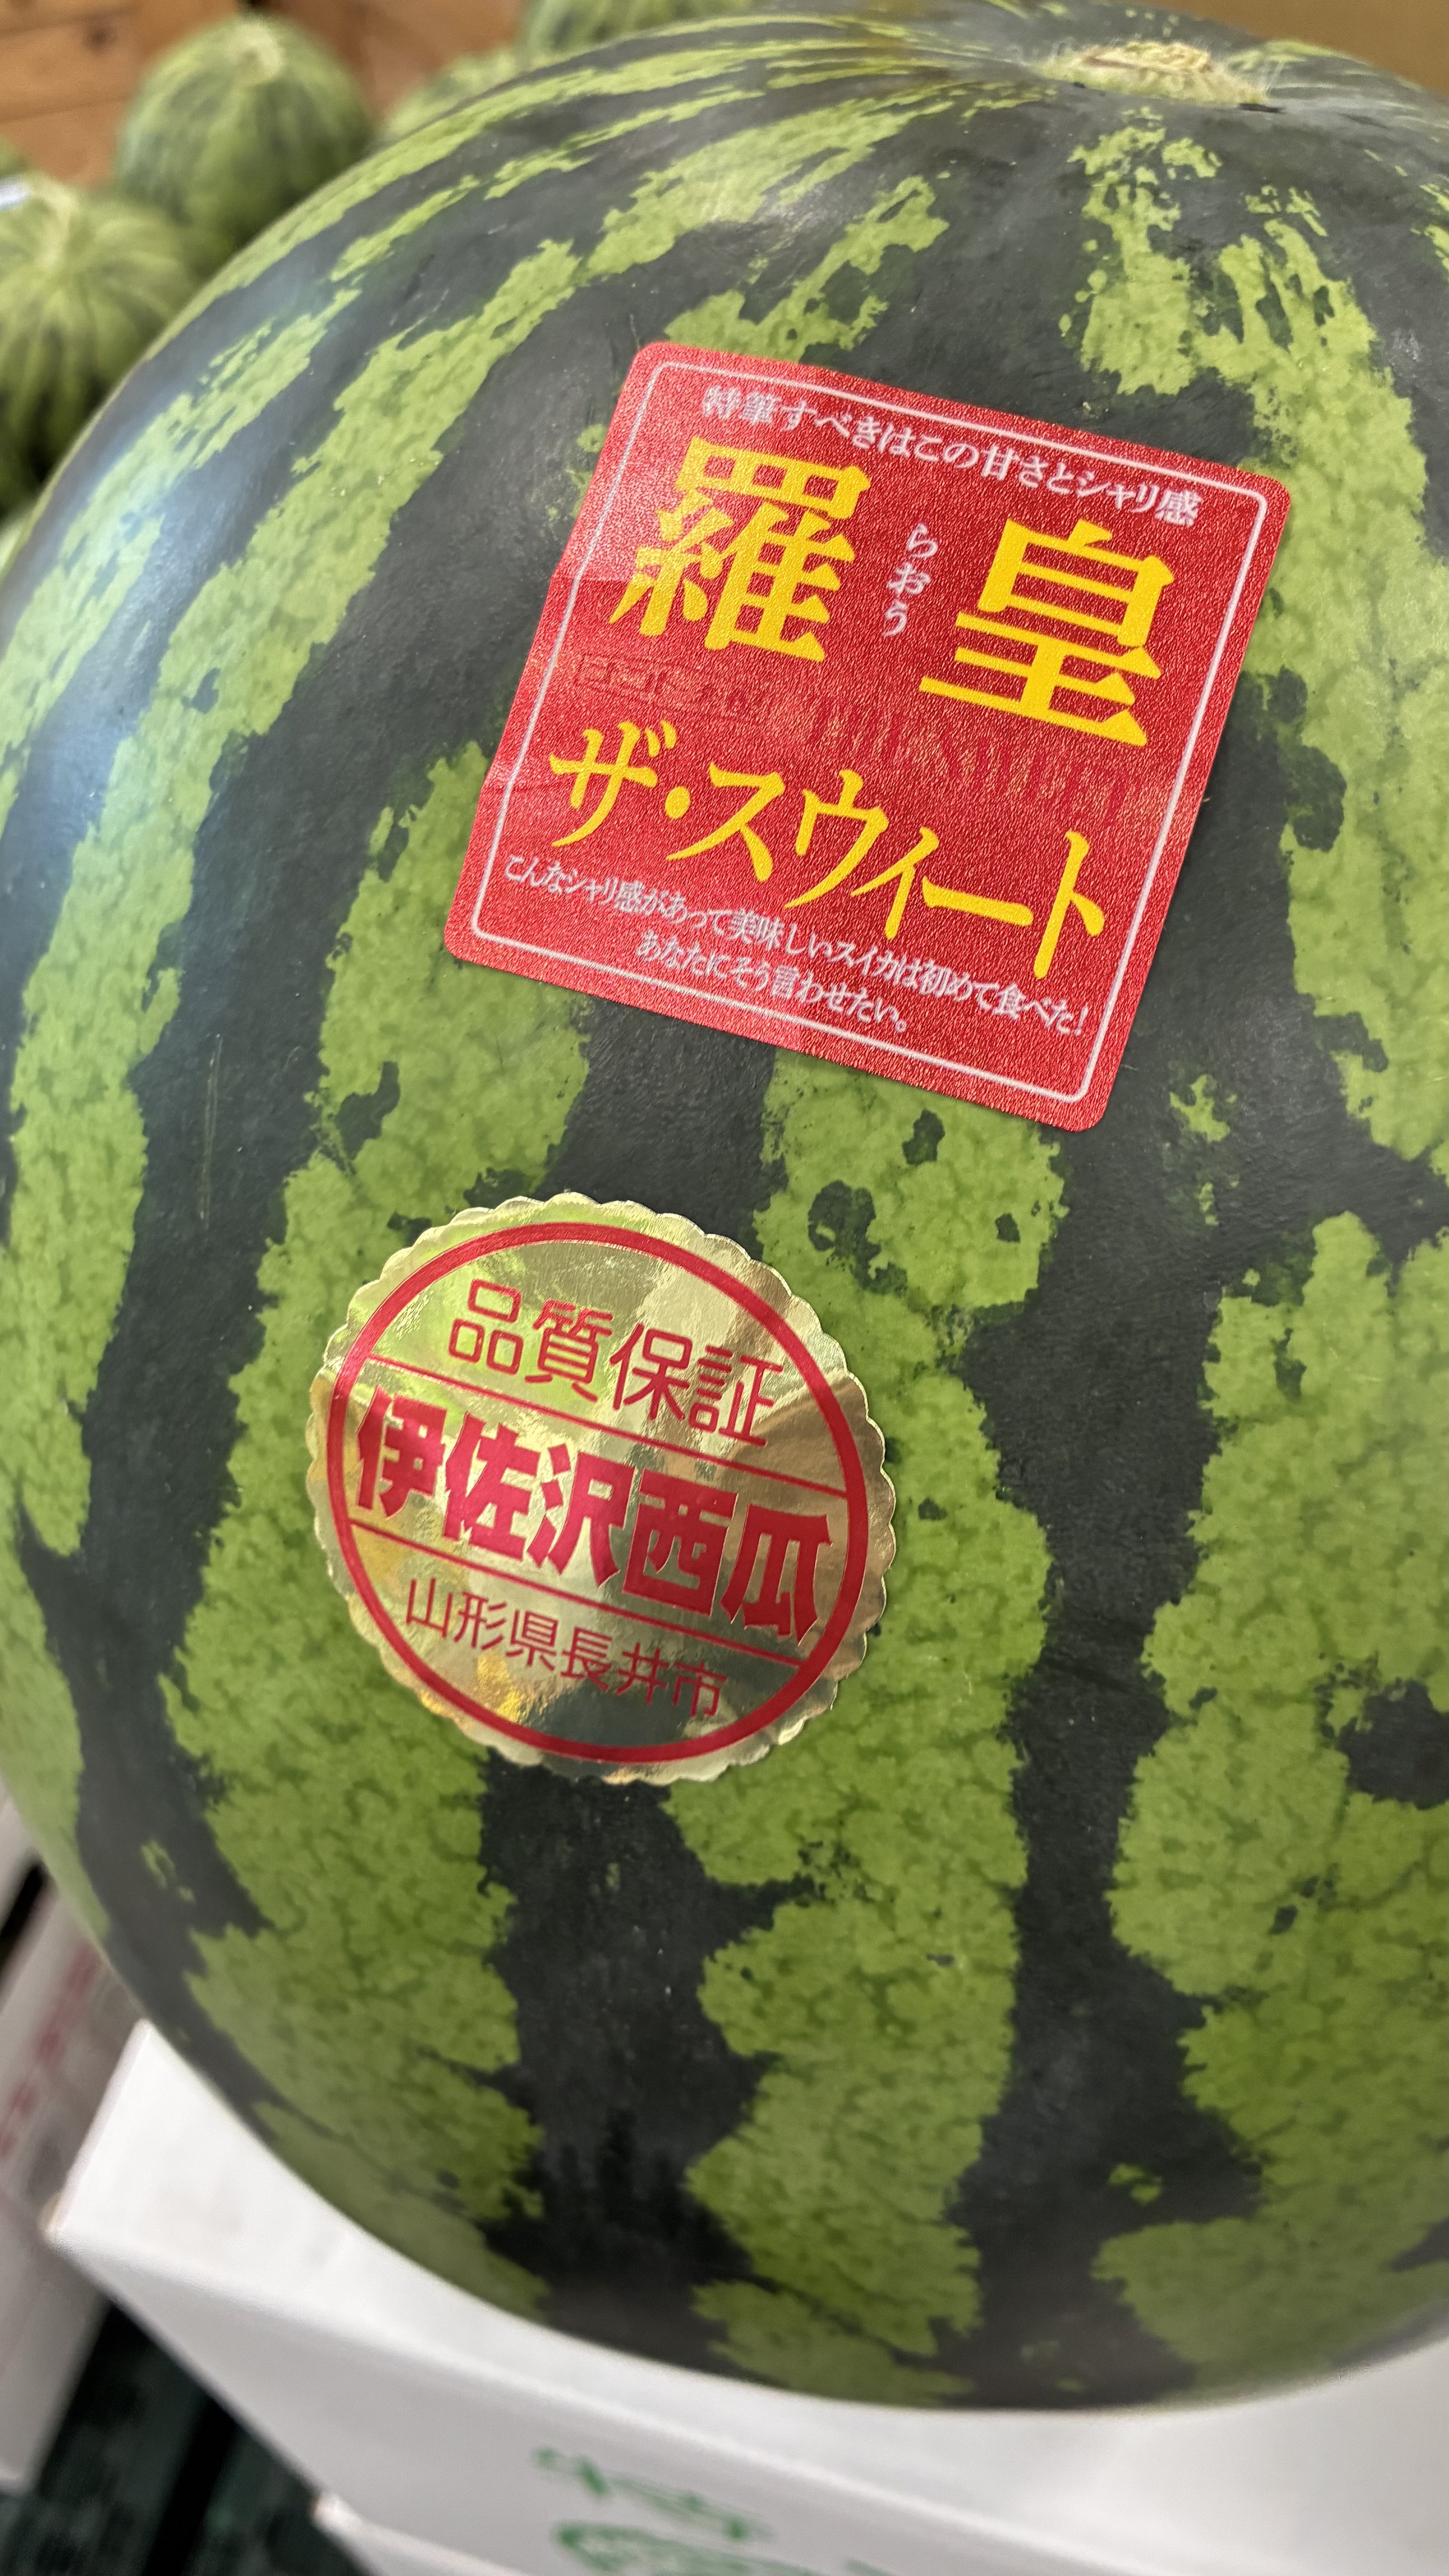 特筆すべきはこの甘さとシャリ感
羅皇
らおう
ザ・スウィート
こんなシャリ感があって美味しいスイカは初めて食べた!
あなたにそう言わせたい。
品質保証
伊佐沢西瓜
山形県長井市